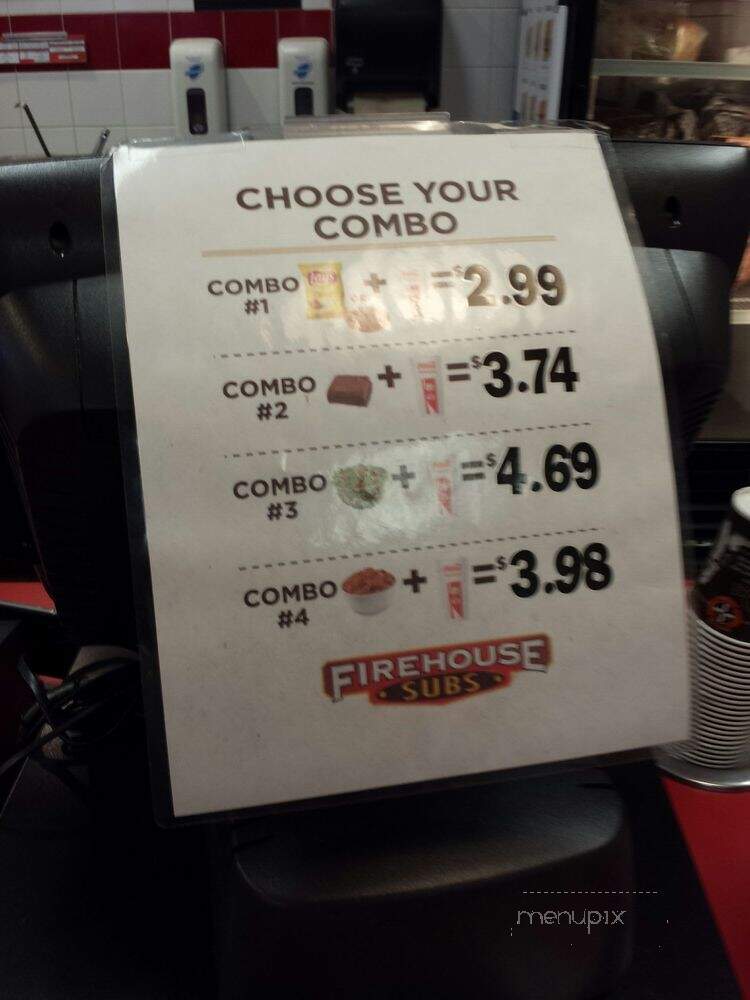 CHOOSE YOUR
COMBO
COMBO
#1
Lay's
+ = $2.99
COMBO
#2
+ = $3.74
COMBO
#3
+ = $4.69
COMBO
#4
+ = $3.98
FIREHOUSE
SUBS
menupix